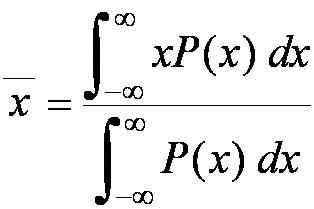 x̅ = ∫_{−∞}^{∞} xP(x) dx / ∫_{−∞}^{∞} P(x) dx